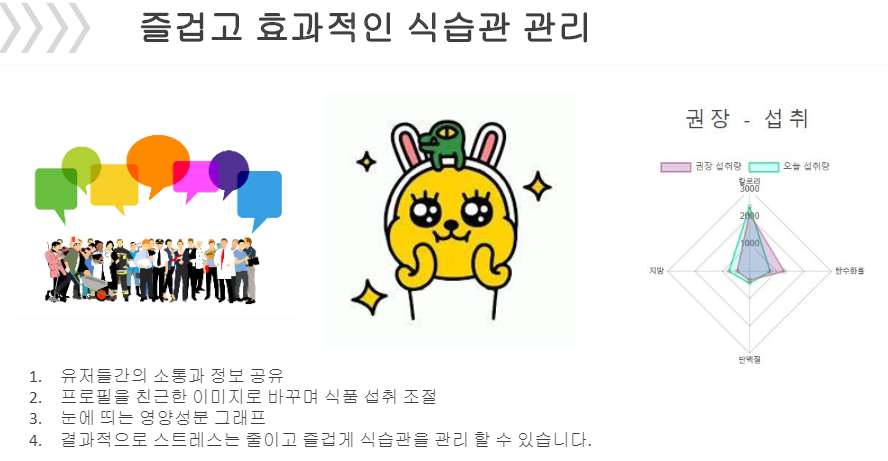 즐겁고 효과적인 식습관 관리
권장 - 섭취
권장 섭취량 오늘 섭취량
칼로리
3000
2000
1000
지방
탄수화물
단백질
1. 유저들간의 소통과 정보 공유
2. 프로필을 친근한 이미지로 바꾸며 식품 섭취 조절
3. 눈에 띄는 영양성분 그래프
4. 결과적으로 스트레스는 줄이고 즐겁게 식습관을 관리 할 수 있습니다.